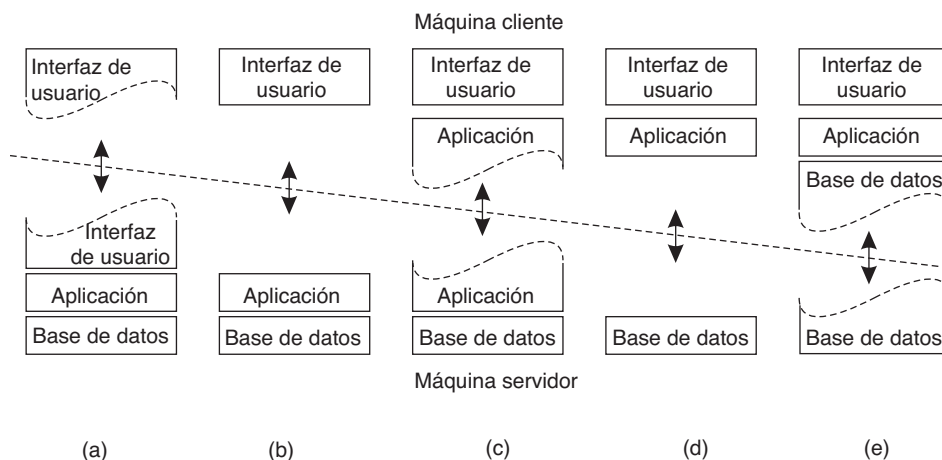 Máquina cliente
Interfaz de
usuario
Interfaz de
usuario
Interfaz de
usuario
Interfaz de
usuario
Interfaz de
usuario
Aplicación
Aplicación
Aplicación
Base de datos
Interfaz
de usuario
Aplicación
Aplicación
Aplicación
Base de datos
Base de datos
Base de datos
Base de datos
Base de datos
Máquina servidor
(a)
(b)
(c)
(d)
(e)